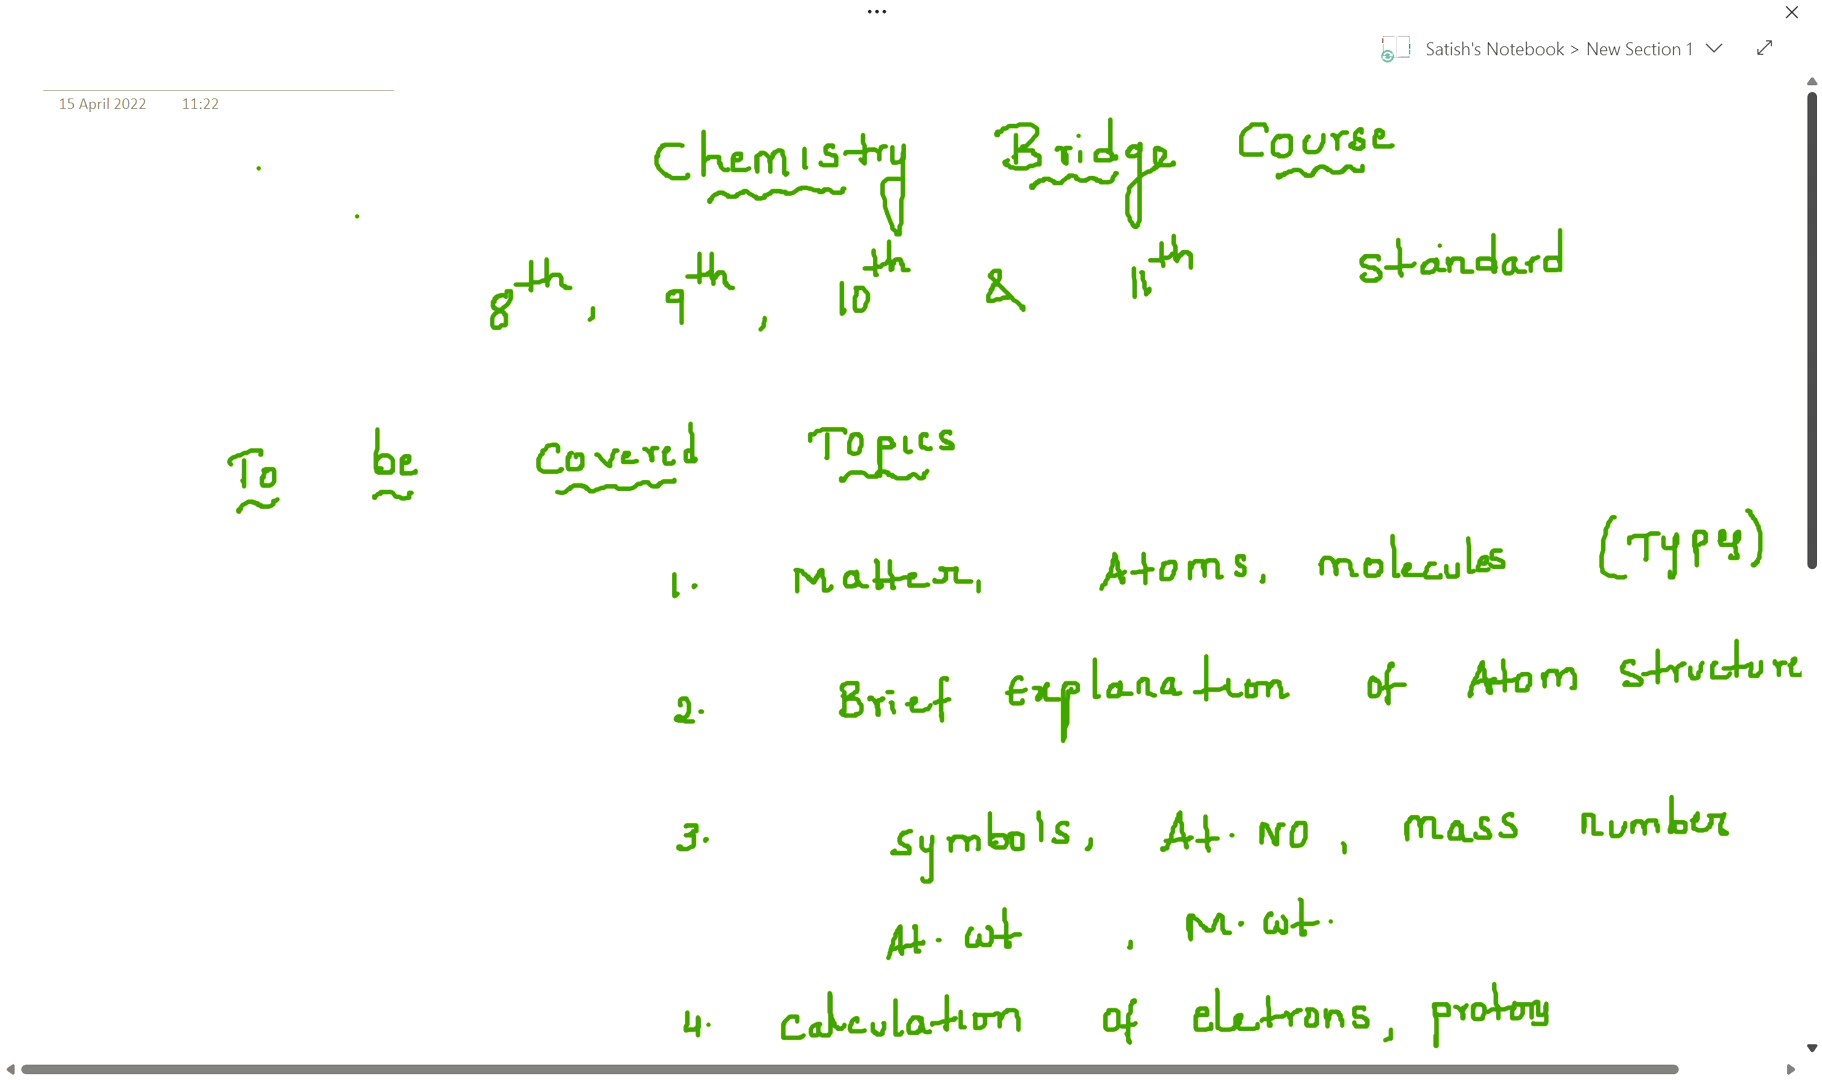 ...
Satish's Notebook > New Section 1
15 April 2022 11:22
Chemistry Bridge Course
8th, 9th, 10th & 11th standard
To be Covered Topics
1. Matter, Atoms, molecules (Types)
2. Brief Explanation of Atom structure
3. symbols, At. No, mass number
At. wt, M. wt.
4. Calculation of eletrons, protons